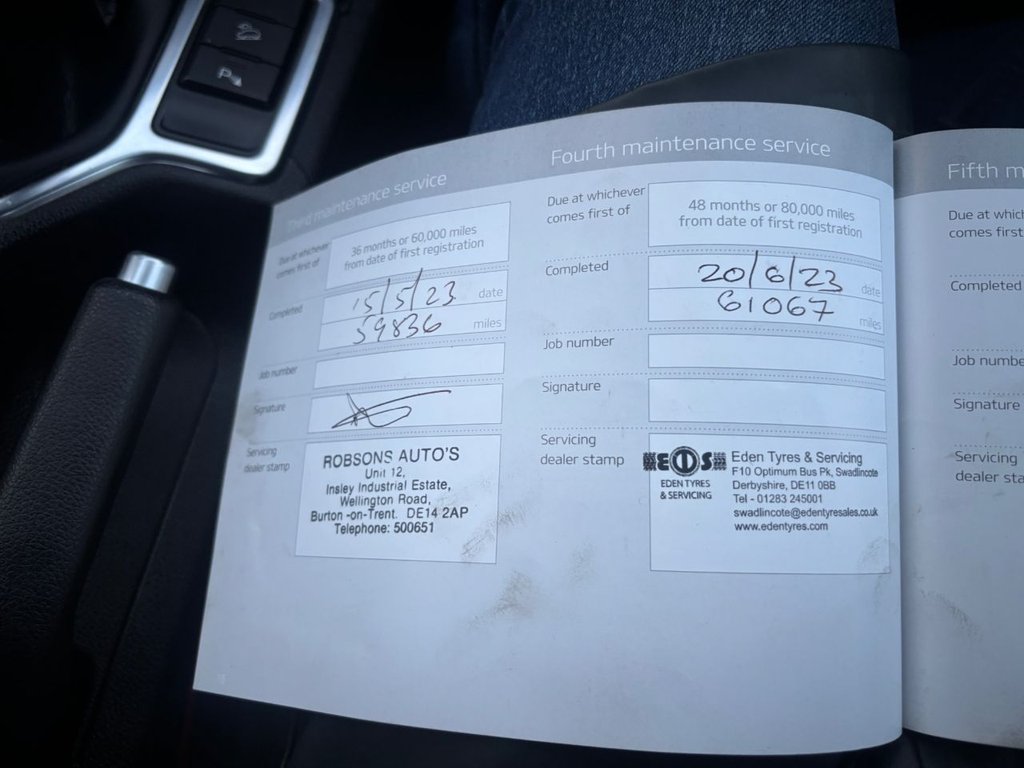 Third maintenance service
Due at whichever
comes first of
36 months or 60,000 miles
from date of first registration
Completed
15/5/23 date
59836 miles
Job number
Signature
Servicing
dealer stamp
ROBSONS AUTO'S
Unit 12,
Insley Industrial Estate,
Wellington Road,
Burton -on-Trent. DE14 2AP
Telephone: 500651
Fourth maintenance service
Due at whichever
comes first of
48 months or 80,000 miles
from date of first registration
Completed
20/6/23 date
61067 miles
Job number
Signature
Servicing
dealer stamp
EDEN TYRES
& SERVICING
Eden Tyres & Servicing
F10 Optimum Bus Pk, Swadlincote
Derbyshire, DE11 0BB
Tel - 01283 245001
swadlincote@edentyresales.co.uk
www.edentyres.com
Fifth m
Due at which
comes first
Completed
Job numbe
Signature
Servicing
dealer sta